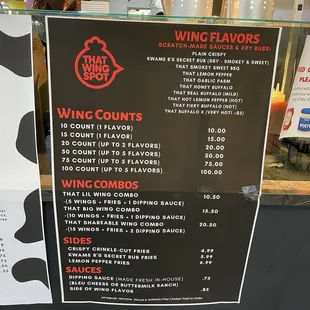 THAT
WING
SPOT
WING FLAVORS
SCRATCH-MADE SAUCES & DRY RUBS:
PLAIN CRISPY
KWAME B'S SECRET RUB (DRY - SMOKEY & SWEET)
THAT SMOKEY SWEET BBQ
THAT LEMON PEPPER
THAT GARLIC PARM
THAT HONEY BUFFALO
THAT REAL BUFFALO (MILD)
THAT HOT LEMON PEPPER (HOT)
THAT FIERY BUFFALO (HOT)
THAT BUFFALO X (VERY HOT)
WING COUNTS
10 COUNT (1 FLAVOR) 10.00
15 COUNT (1 FLAVOR) 15.00
20 COUNT (UP TO 2 FLAVORS) 20.00
50 COUNT (UP TO 5 FLAVORS) 50.00
75 COUNT (UP TO 5 FLAVORS) 75.00
100 COUNT (UP TO 5 FLAVORS) 100.00
WING COMBOS
THAT LIL WING COMBO 10.50
-(5 WINGS + FRIES + 1 DIPPING SAUCE)
THAT BIG WING COMBO 15.50
-(10 WINGS + FRIES + 1 DIPPING SAUCE)
THAT SHAREABLE WING COMBO 20.50
-(15 WINGS + FRIES + 2 DIPPING SAUCE)
SIDES
CRISPY CRINKLE-CUT FRIES 4.99
KWAME B'S SECRET RUB FRIES 5.99
LEMON PEPPER FRIES 6.99
SAUCES
DIPPING SAUCE (MADE FRESH IN-HOUSE) .75
(BLEU CHEESE OR BUTTERMILK RANCH)
SIDE OF WING FLAVOR .85